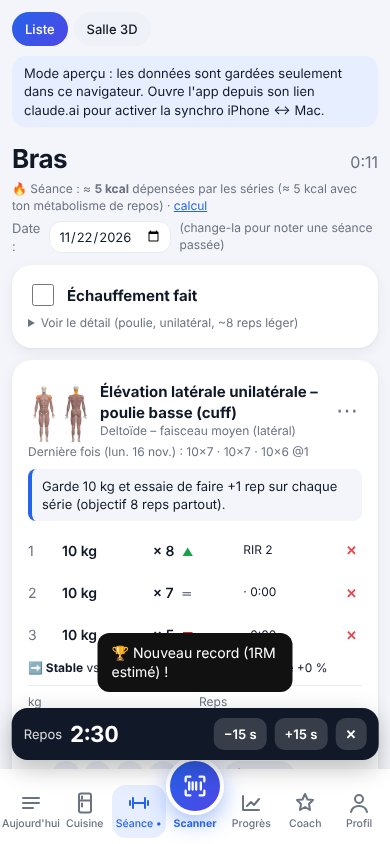 Liste
Salle 3D
Mode aperçu : les données sont gardées seulement
dans ce navigateur. Ouvre l'app depuis son lien
claude.ai pour activer la synchro iPhone ↔ Mac.
Bras
0:11
🔥 Séance : ≈ 5 kcal dépensées par les séries (≈ 5 kcal avec
ton métabolisme de repos) · calcul
Date
:
11/22/2026
(change-la pour noter une séance
passée)
Échauffement fait
▶ Voir le détail (poulie, unilatéral, ~8 reps léger)
Élévation latérale unilatérale –
poulie basse (cuff)
Deltoïde – faisceau moyen (latéral)
···
Dernière fois (lun. 16 nov.) : 10×7 · 10×7 · 10×6 @1
Garde 10 kg et essaie de faire +1 rep sur chaque
série (objectif 8 reps partout).
1 10 kg × 8 ▲ RIR 2 ✕
2 10 kg × 7 = · 0:00 ✕
3 10 kg ✕
🏆 Nouveau record (1RM
estimé) !
➡ Stable vs +0 %
kg Reps
Repos 2:30 −15 s +15 s ✕
Aujourd'hui Cuisine Séance • Scanner Progrès Coach Profil